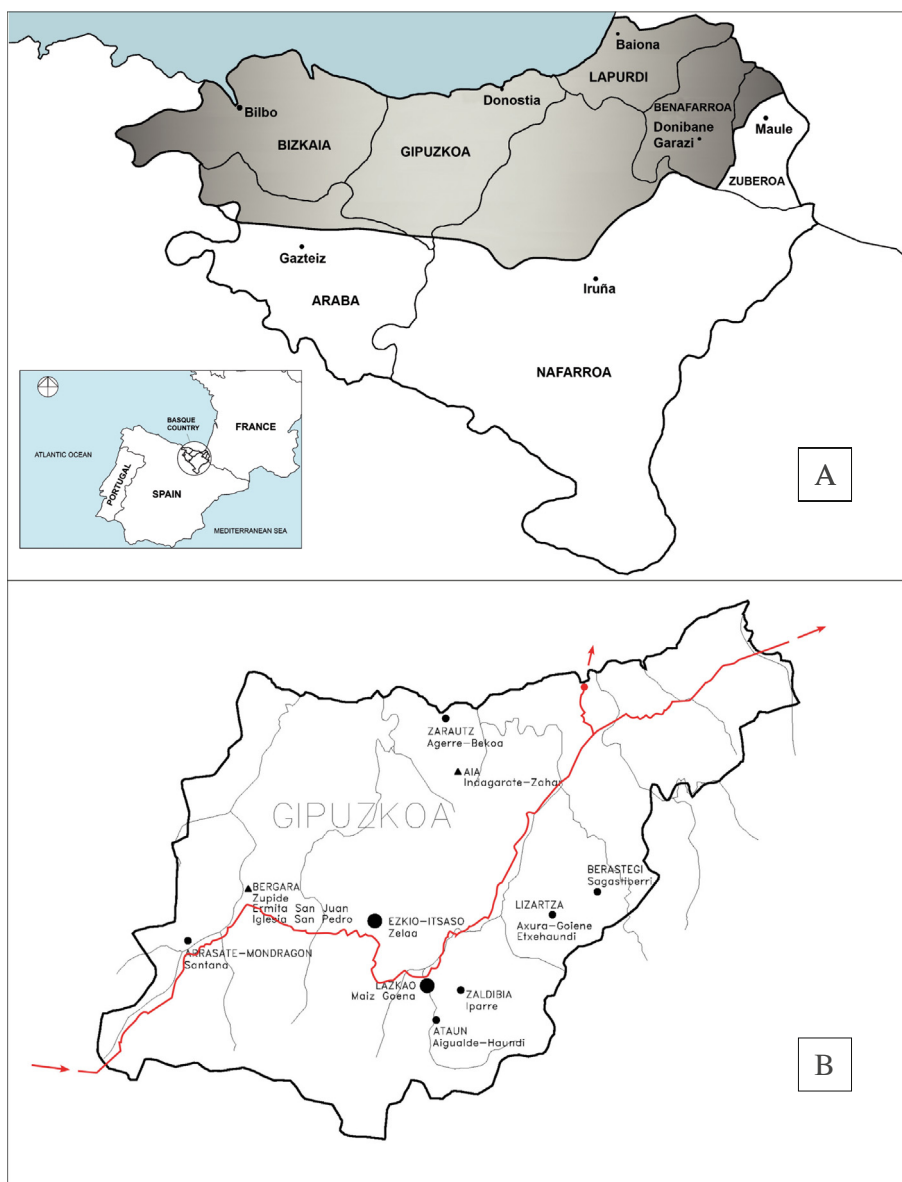 Baiona
LAPURDI
Donostia
BENAFARROA
Bilbo
Donibane
Garazi
Maule
BIZKAIA
GIPUZKOA
ZUBEROA
Gazteiz
Iruña
ARABA
NAFARROA
BASQUE
COUNTRY
FRANCE
ATLANTIC OCEAN
PORTUGAL
SPAIN
MEDITERRANEAN SEA
A
ZARAUTZ
Agerre-Bekoa
AIA
Indagarate-Zahar
GIPUZKOA
BERGARA
Zupide
Ermita San Juan
Iglesia San Pedro
BERASTEGI
Sagastiberri
LIZARTZA
Axura-Goiene
Etxehaundi
EZKIO-ITSASO
Zelaa
ARRASATE-MONDRAGON
Santana
LAZKAO
Maiz Goena
ZALDIBIA
Iparre
ATAUN
Aigualde-Haundi
B